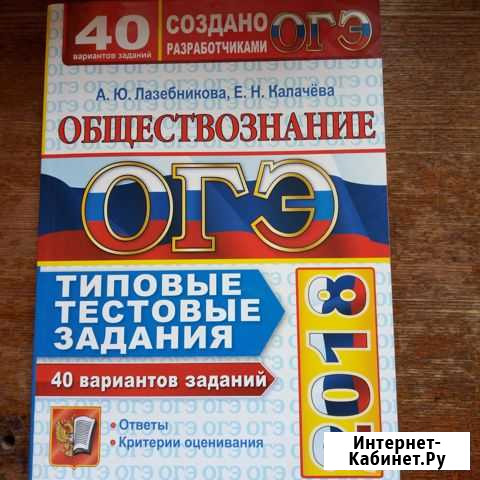 40
вариантов заданий
СОЗДАНО
РАЗРАБОТЧИКАМИ
ОГЭ
А. Ю. Лазебникова, Е. Н. Калачёва
ОБЩЕСТВОЗНАНИЕ
ОГЭ
ТИПОВЫЕ
ТЕСТОВЫЕ
ЗАДАНИЯ
40 вариантов заданий
• Ответы
• Критерии оценивания
2018
Интернет-
Кабинет.Ру